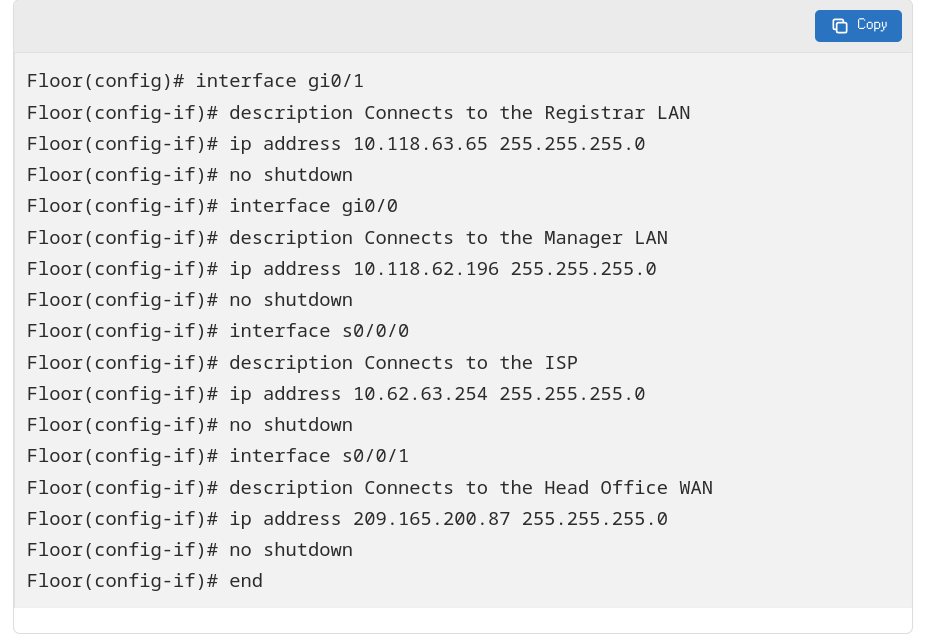 Copy
Floor(config)# interface gi0/1
Floor(config-if)# description Connects to the Registrar LAN
Floor(config-if)# ip address 10.118.63.65 255.255.255.0
Floor(config-if)# no shutdown
Floor(config-if)# interface gi0/0
Floor(config-if)# description Connects to the Manager LAN
Floor(config-if)# ip address 10.118.62.196 255.255.255.0
Floor(config-if)# no shutdown
Floor(config-if)# interface s0/0/0
Floor(config-if)# description Connects to the ISP
Floor(config-if)# ip address 10.62.63.254 255.255.255.0
Floor(config-if)# no shutdown
Floor(config-if)# interface s0/0/1
Floor(config-if)# description Connects to the Head Office WAN
Floor(config-if)# ip address 209.165.200.87 255.255.255.0
Floor(config-if)# no shutdown
Floor(config-if)# end